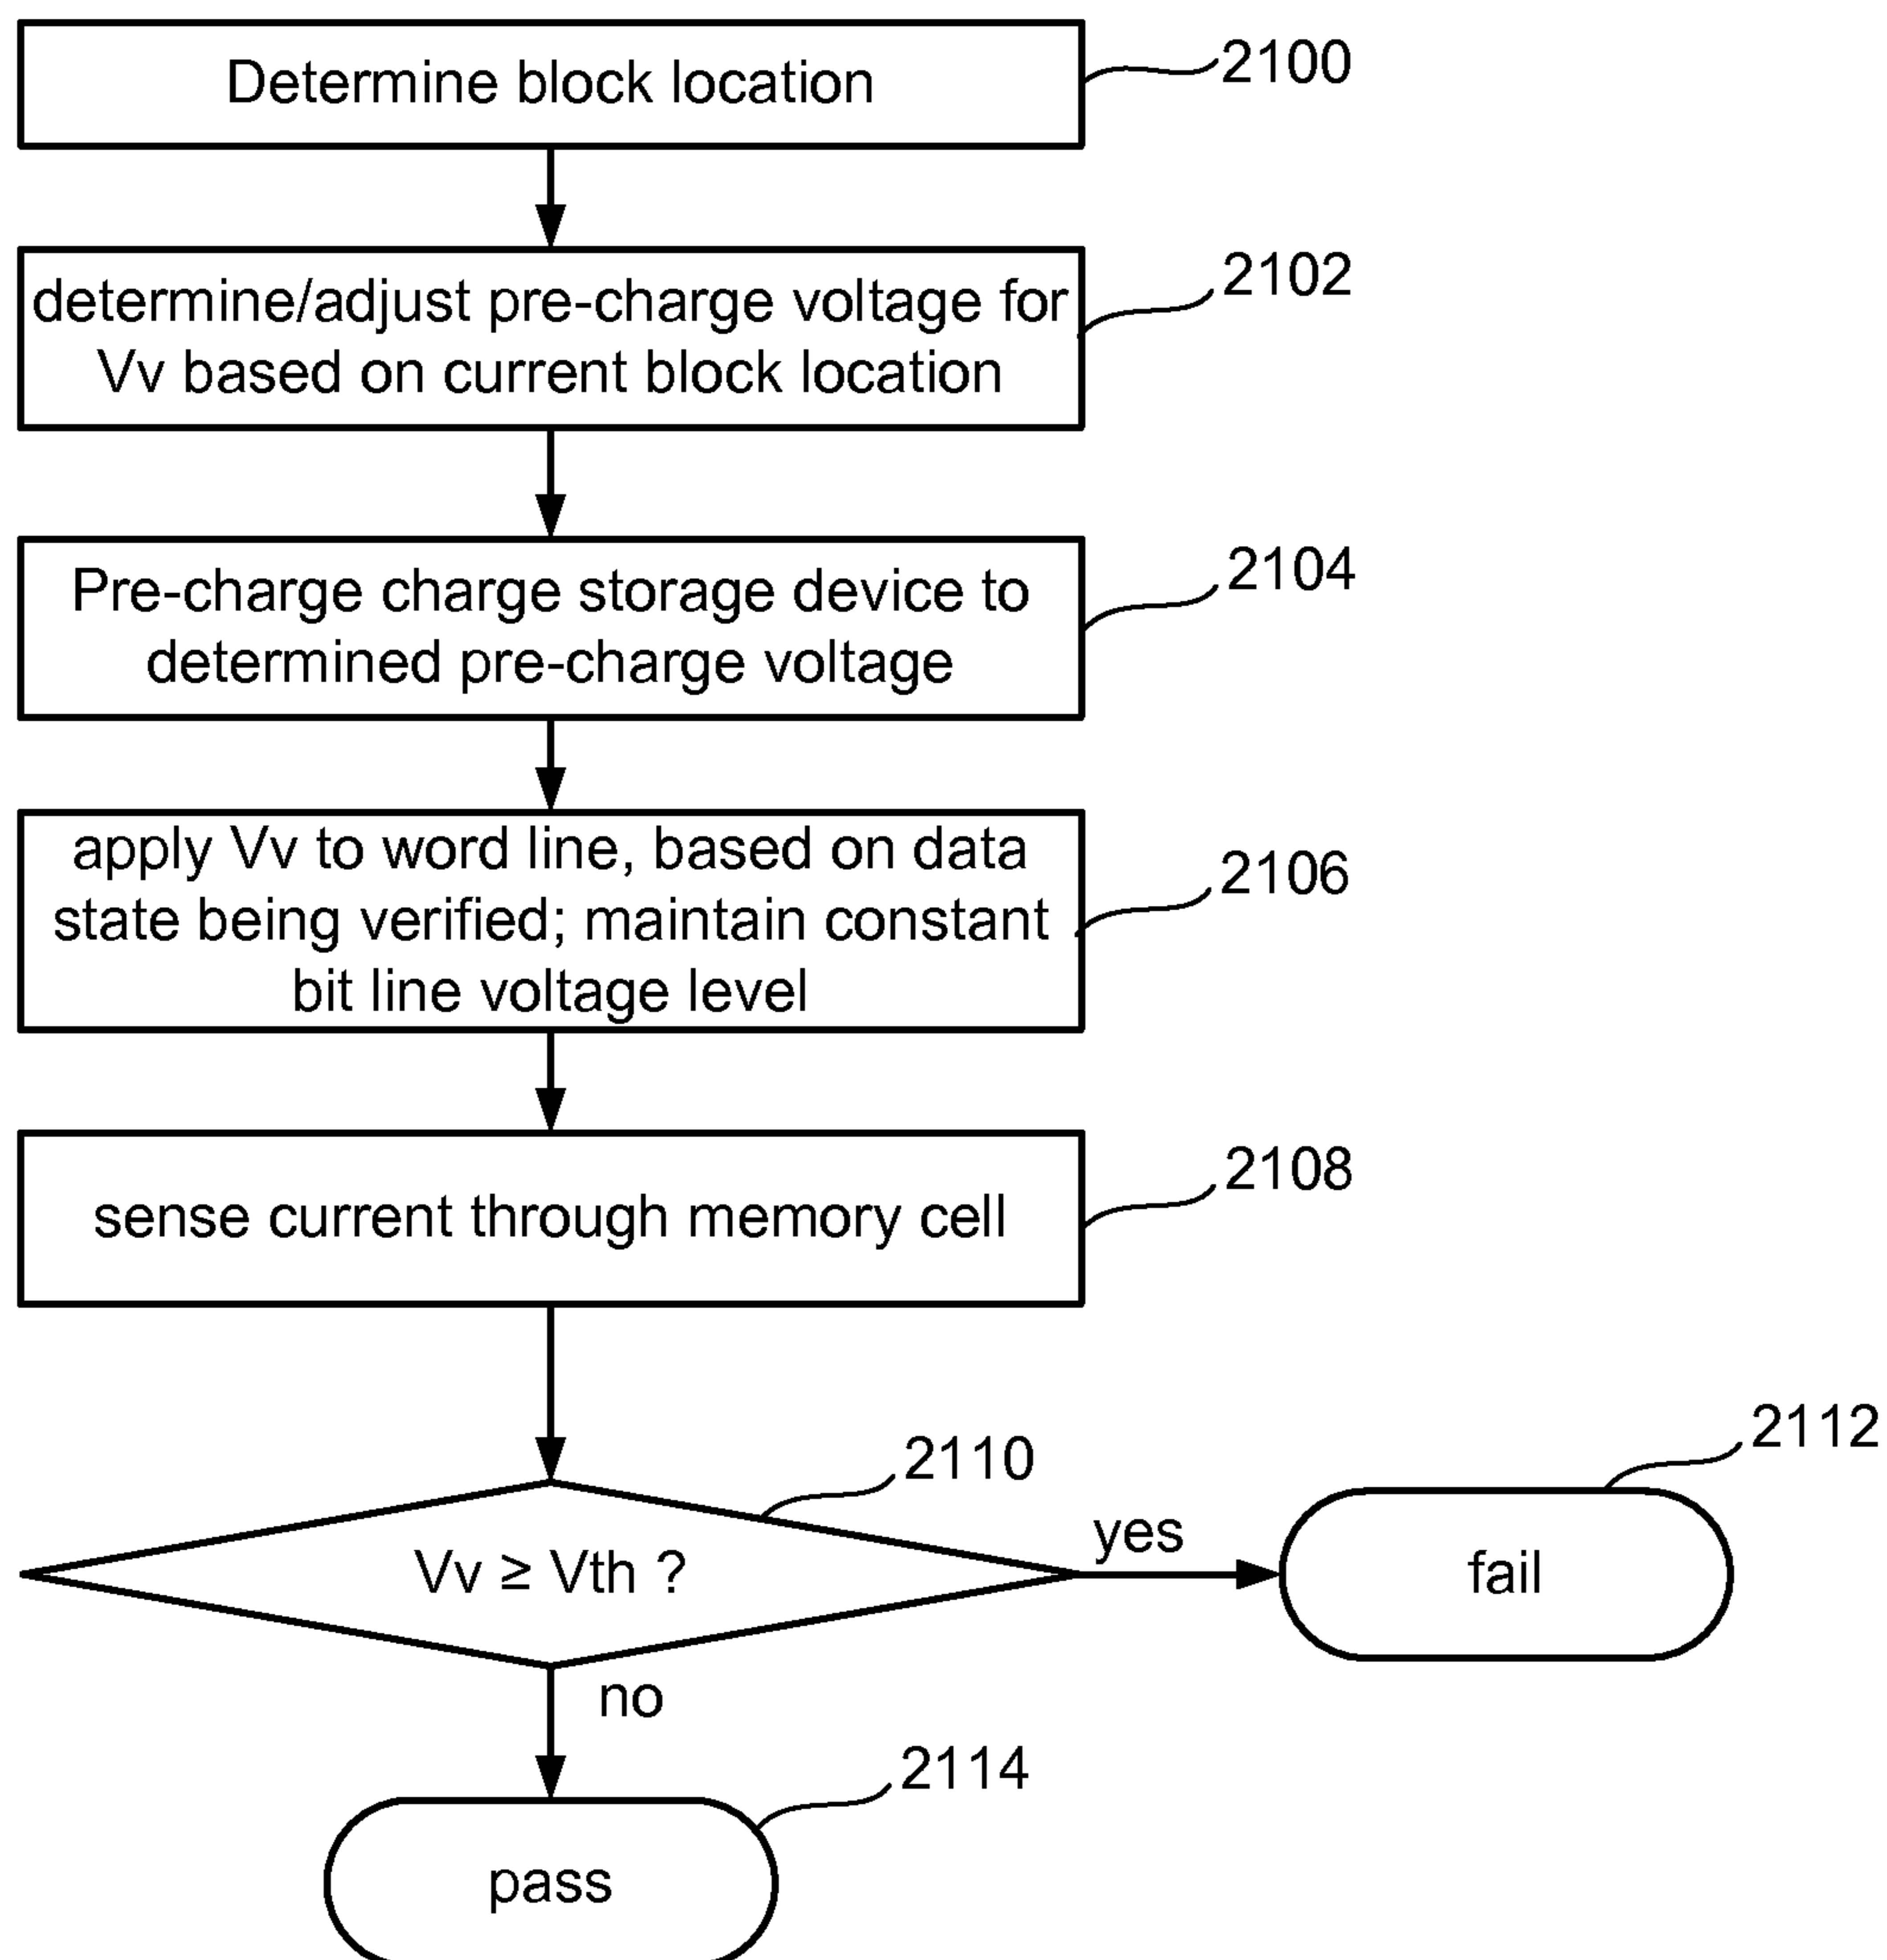 Determine block location
2100
determine/adjust pre-charge voltage for
Vv based on current block location
2102
Pre-charge charge storage device to
determined pre-charge voltage
2104
apply Vv to word line, based on data
state being verified; maintain constant
bit line voltage level
2106
sense current through memory cell
2108
Vv ≥ Vth ?
2110
yes
fail
2112
no
pass
2114